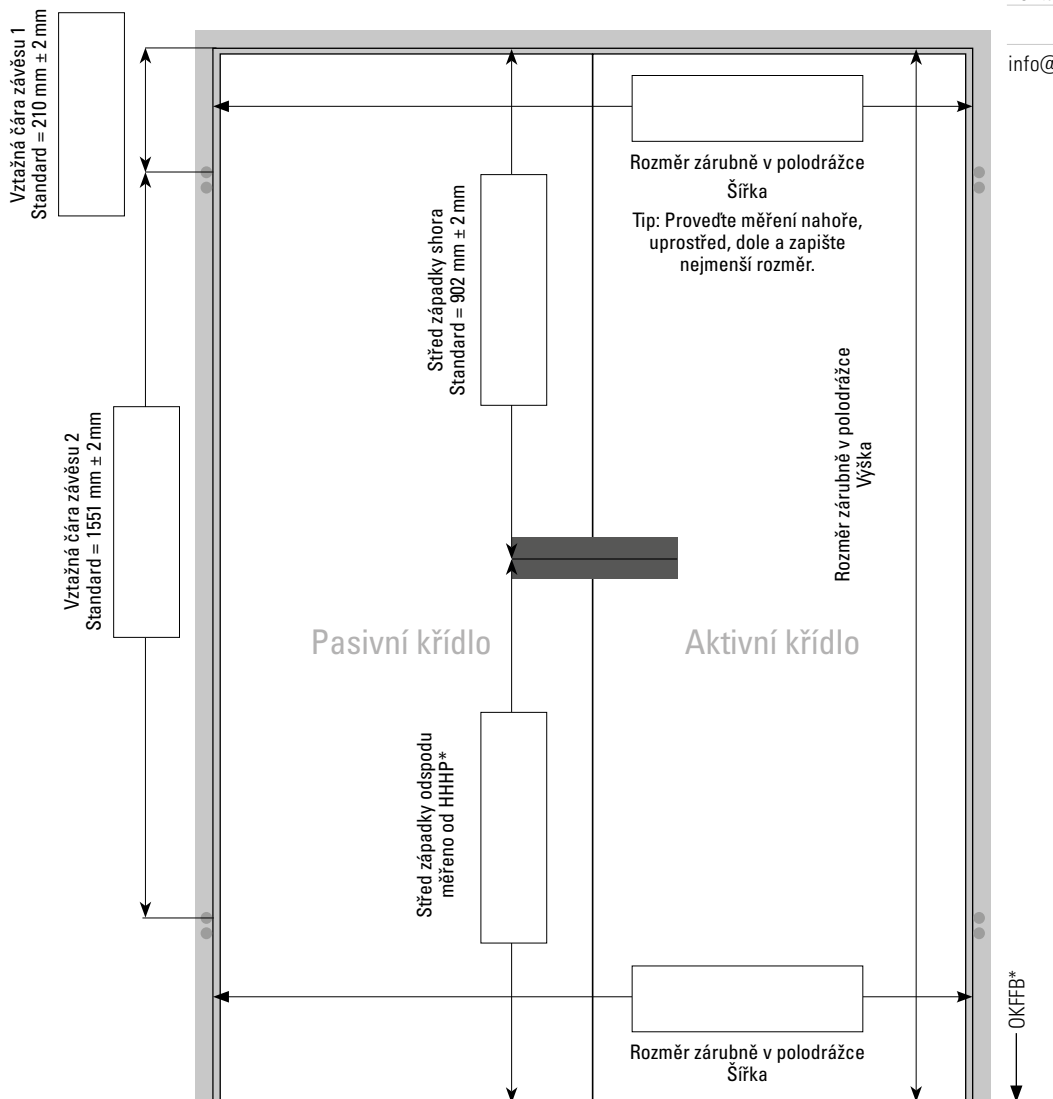 info@
Vztažná čára závěsu 1
Standard = 210 mm ± 2 mm
Rozměr zárubně v polodrážce
Šířka
Tip: Proveďte měření nahoře,
uprostřed, dole a zapište
nejmenší rozměr.
Střed západky shora
Standard = 902 mm ± 2 mm
Rozměr zárubně v polodrážce
Výška
Vztažná čára závěsu 2
Standard = 1551 mm ± 2 mm
Pasivní křídlo
Aktivní křídlo
Střed západky odspodu
měřeno od HHHP*
OKFFB*
Rozměr zárubně v polodrážce
Šířka